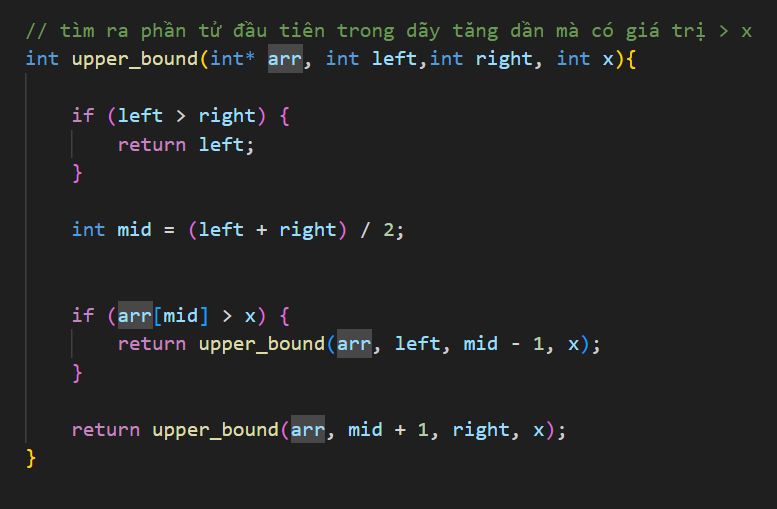 // tìm ra phần tử đầu tiên trong dãy tăng dần mà có giá trị > x
int upper_bound(int* arr, int left,int right, int x){
if (left > right) {
return left;
}
int mid = (left + right) / 2;
if (arr[mid] > x) {
return upper_bound(arr, left, mid - 1, x);
}
return upper_bound(arr, mid + 1, right, x);
}